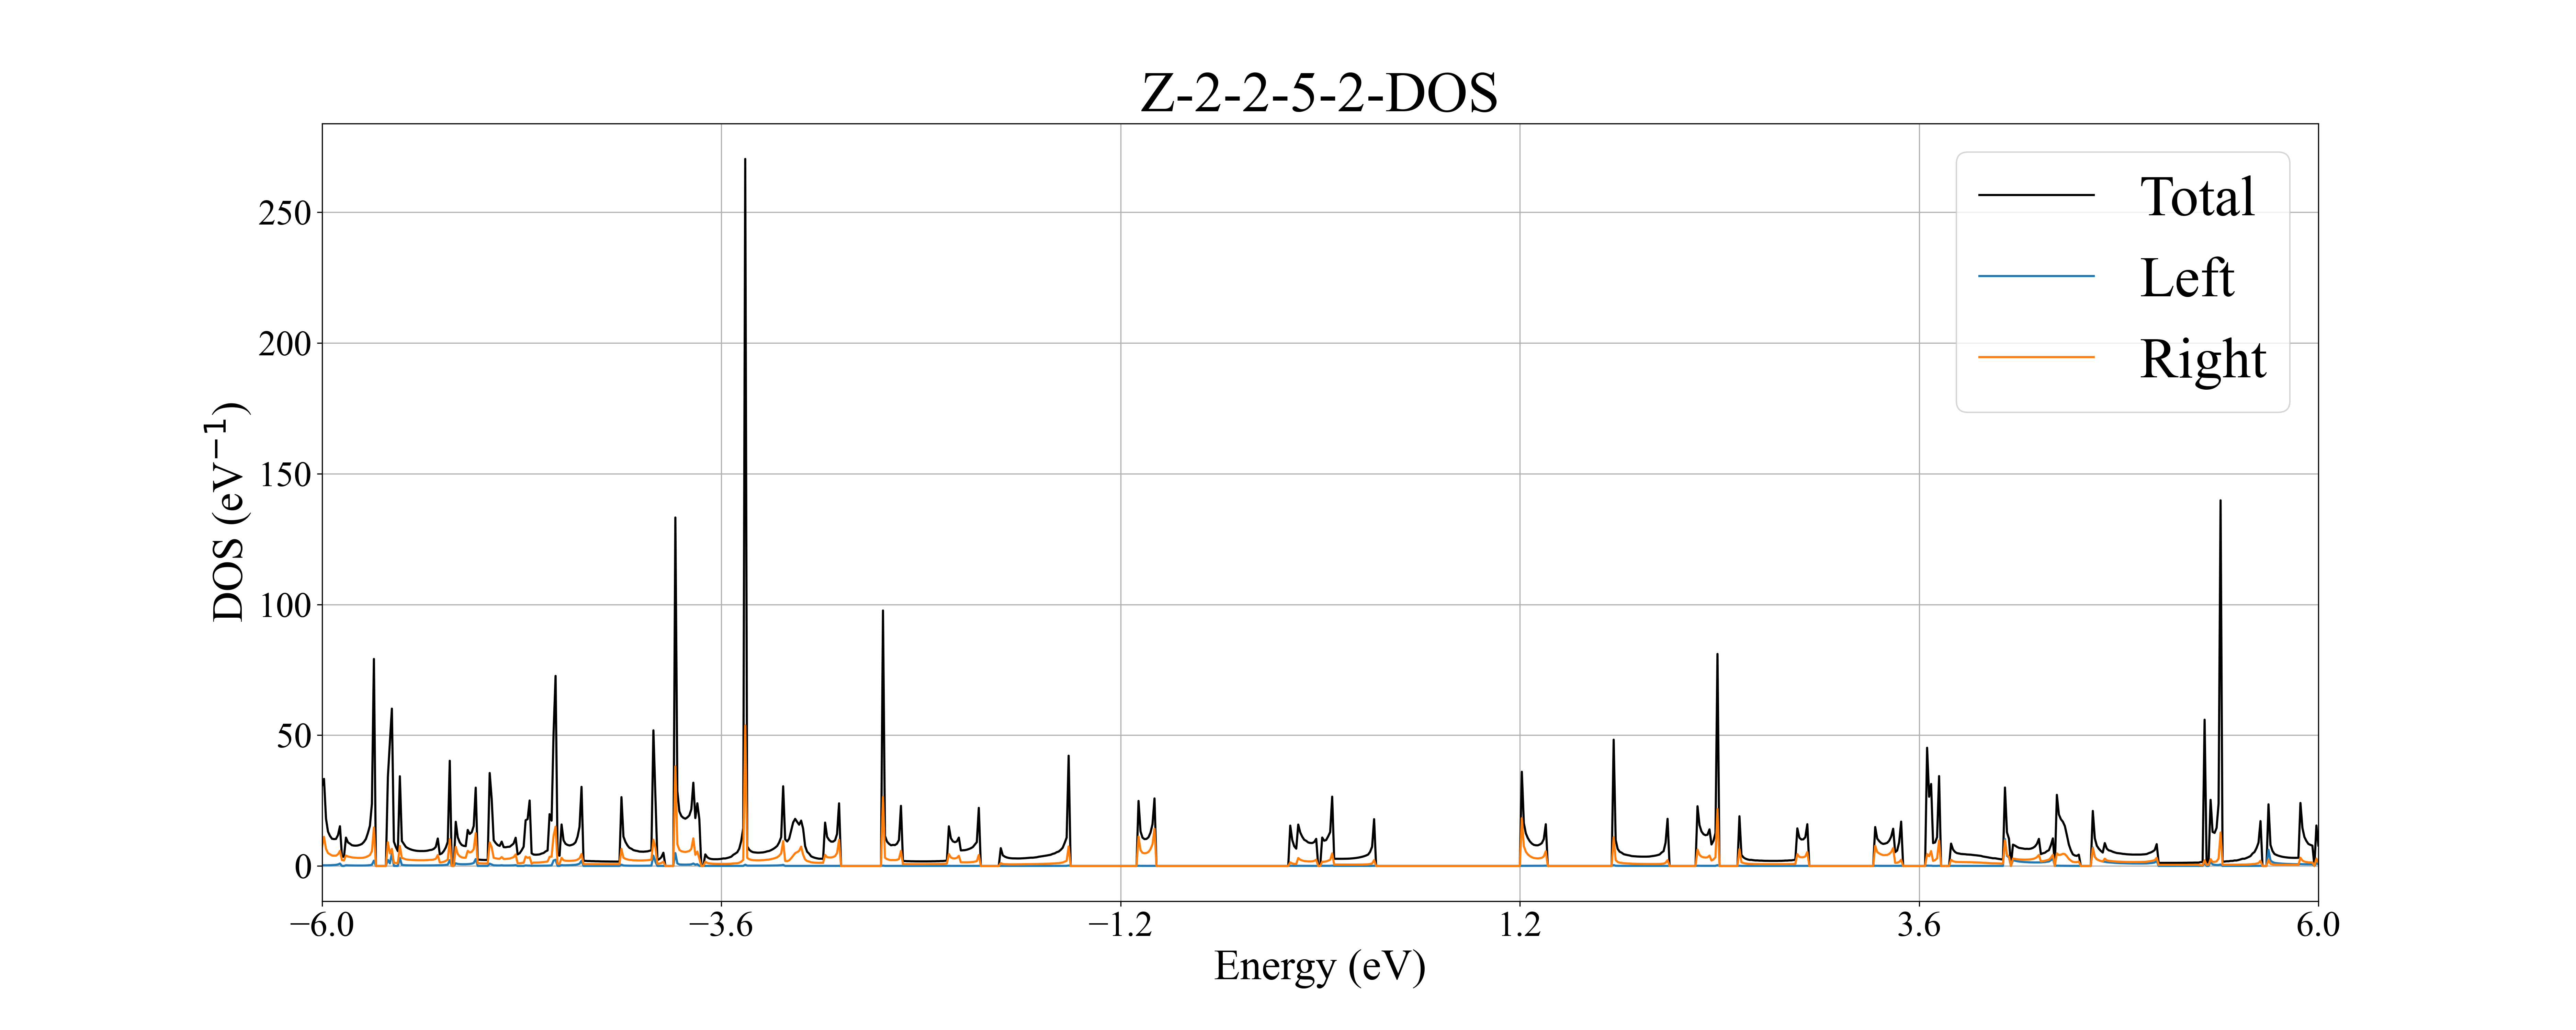 Z-2-2-5-2-DOS
Total
Left
Right
DOS (eV⁻¹)
250
200
150
100
50
0
−6.0
−3.6
−1.2
1.2
3.6
6.0
Energy (eV)